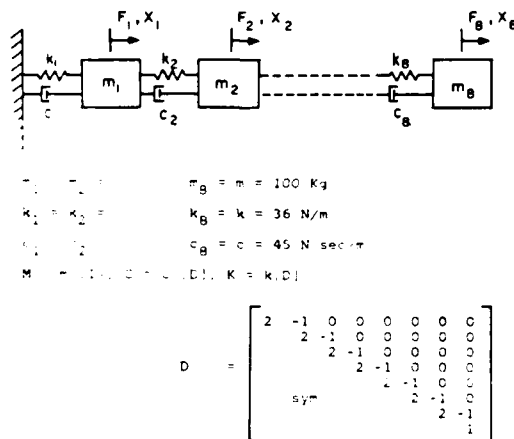 F₁, X₁ F₂, X₂ F₈, X₈
k₁ k₂ k₈
m₁ m₂ m₈
c c₂ c₈
m₈ = m = 100 Kg
k₁ = k₂ = k₈ = k = 36 N/m
c₈ = c = 45 N sec/m
K = k[D]
D =
2 -1 0 0 0 0 0 0
2 -1 0 0 0 0 0
2 -1 0 0 0 0
2 -1 0 0 0
2 -1 0 0
sym 2 -1 0
2 -1
1